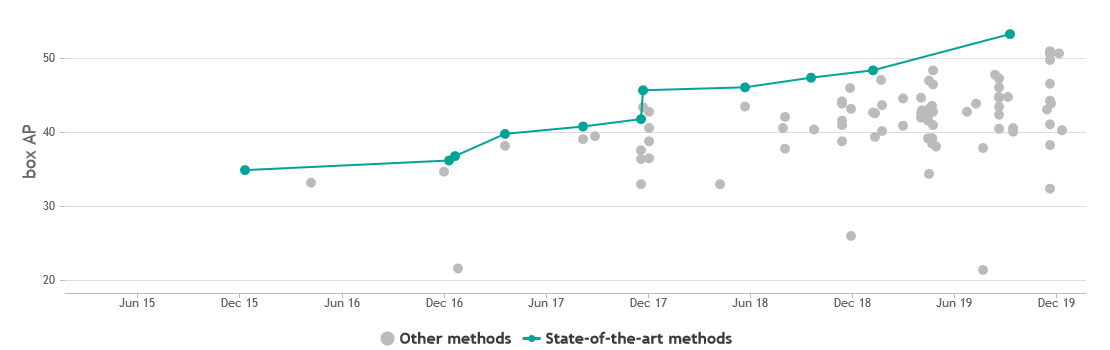 50
40
30
20
box AP
Jun 15 Dec 15 Jun 16 Dec 16 Jun 17 Dec 17 Jun 18 Dec 18 Jun 19 Dec 19
Other methods State-of-the-art methods